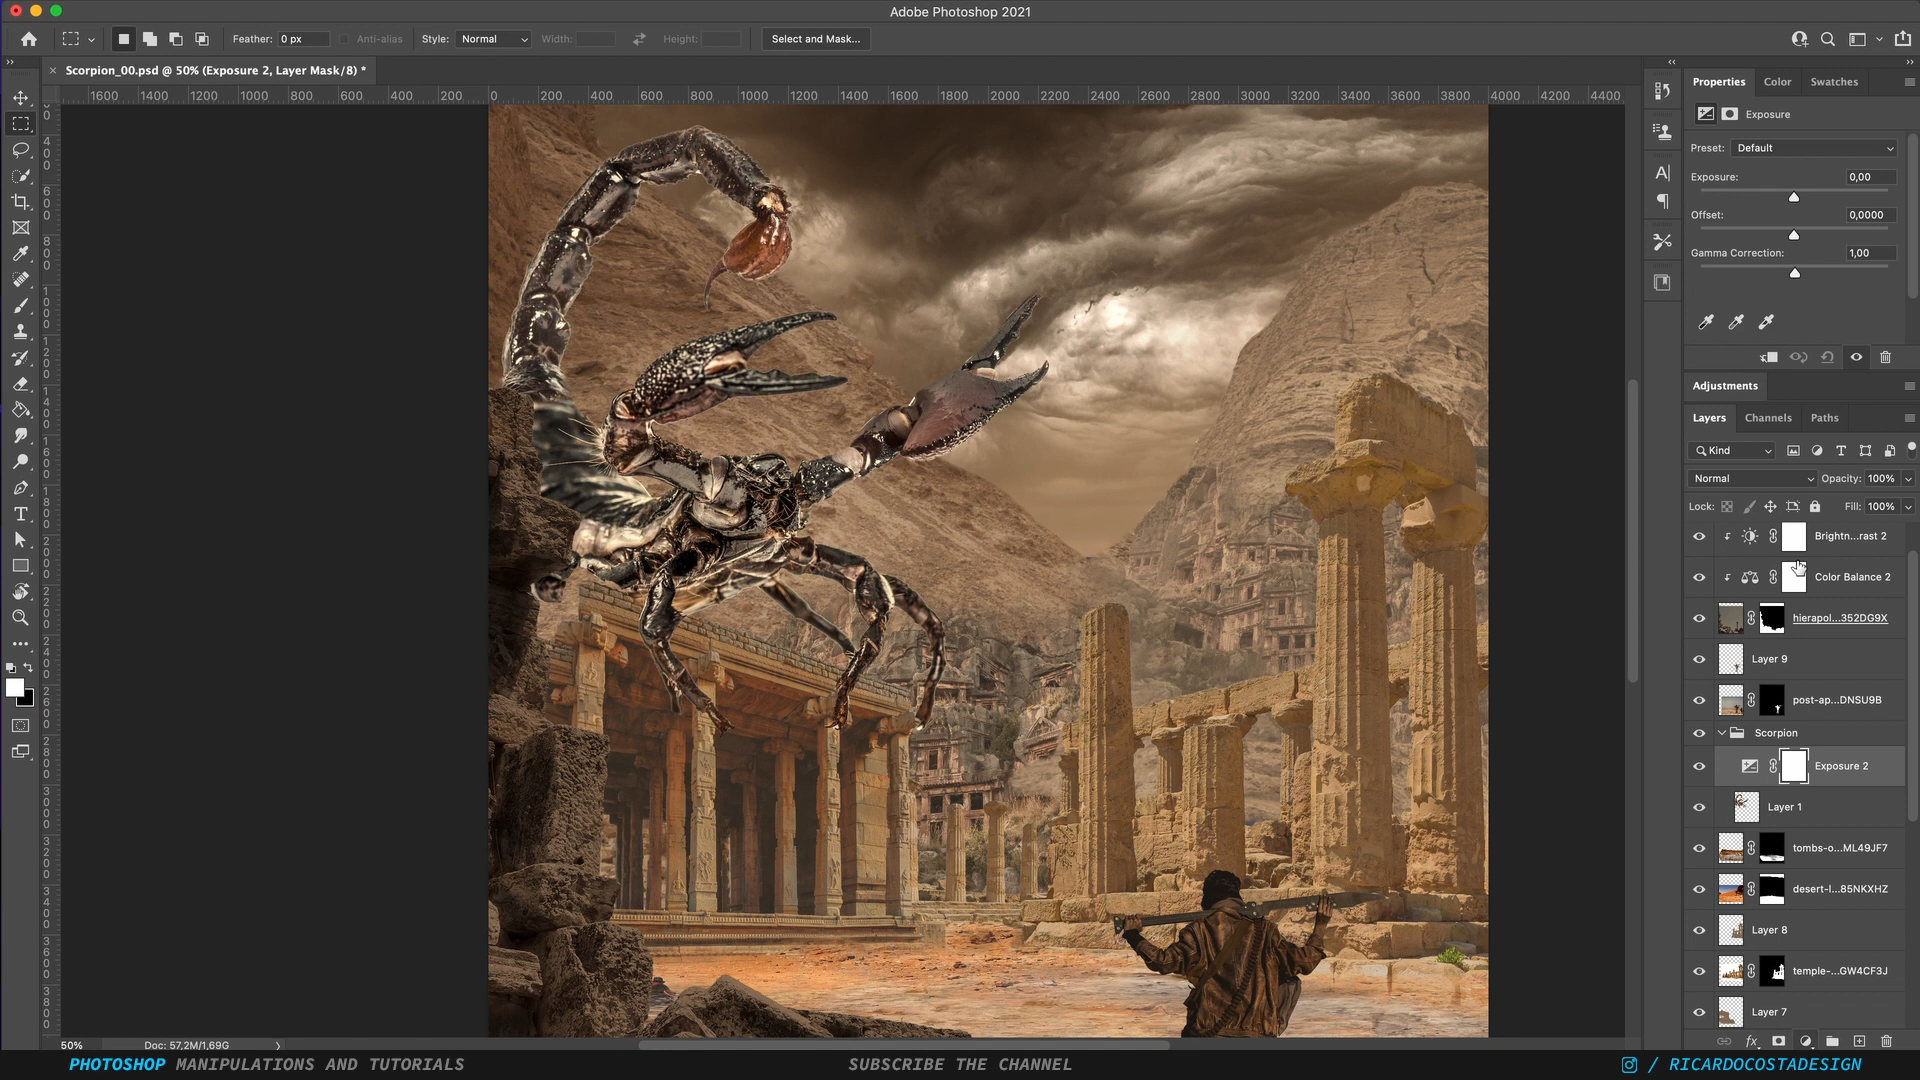 Adobe Photoshop 2021
Feather: 0 px Anti-alias Style: Normal Width: Height: Select and Mask...
Scorpion_00.psd @ 50% (Exposure 2, Layer Mask/8) *
1600 1400 1200 1000 800 600 400 200 0 200 400 600 800 1000 1200 1400 1600 1800 2000 2200 2400 2600 2800 3000 3200 3400 3600 3800 4000 4200 4400
Properties Color Swatches
Exposure
Preset: Default
Exposure: 0,00
Offset: 0,0000
Gamma Correction: 1,00
Adjustments
Layers Channels Paths
Kind
Normal Opacity: 100%
Lock: Fill: 100%
Brightn...rast 2
Color Balance 2
hierapol...352DG9X
Layer 9
post-ap...DNSU9B
Scorpion
Exposure 2
Layer 1
tombs-o...ML49JF7
desert-l...85NKXHZ
Layer 8
temple-...GW4CF3J
Layer 7
50% Doc: 57,2M/1,69G
PHOTOSHOP MANIPULATIONS AND TUTORIALS SUBSCRIBE THE CHANNEL / RICARDOCOSTADESIGN